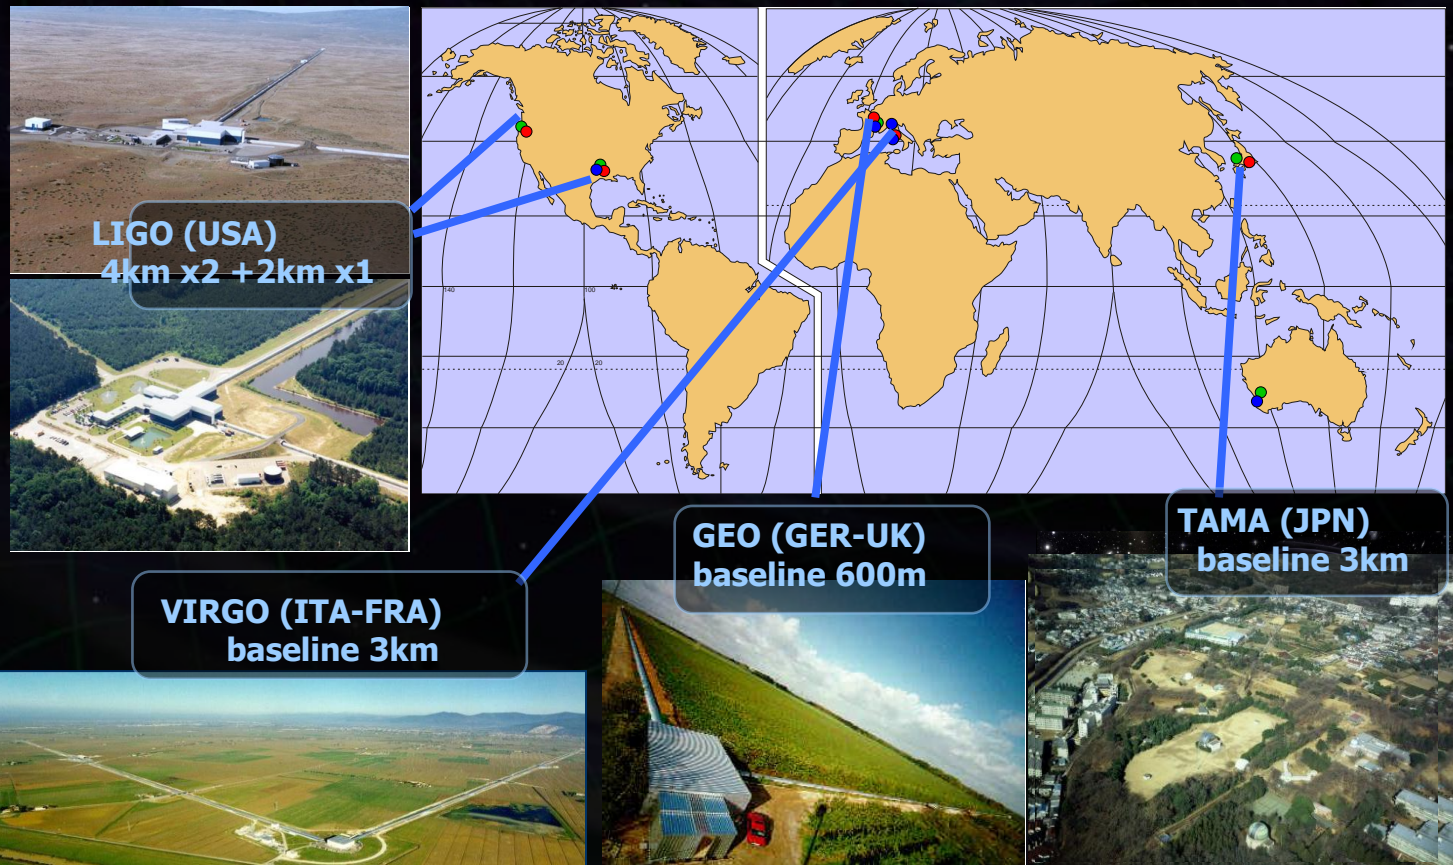 LIGO (USA)
4km x2 +2km x1
140
100
20
20
VIRGO (ITA-FRA)
baseline 3km
GEO (GER-UK)
baseline 600m
TAMA (JPN)
baseline 3km